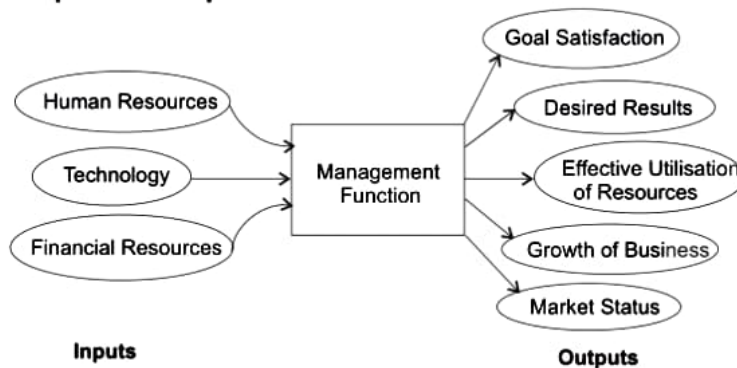 Human Resources
Technology
Financial Resources
Inputs
Management
Function
Goal Satisfaction
Desired Results
Effective Utilisation
of Resources
Growth of Business
Market Status
Outputs